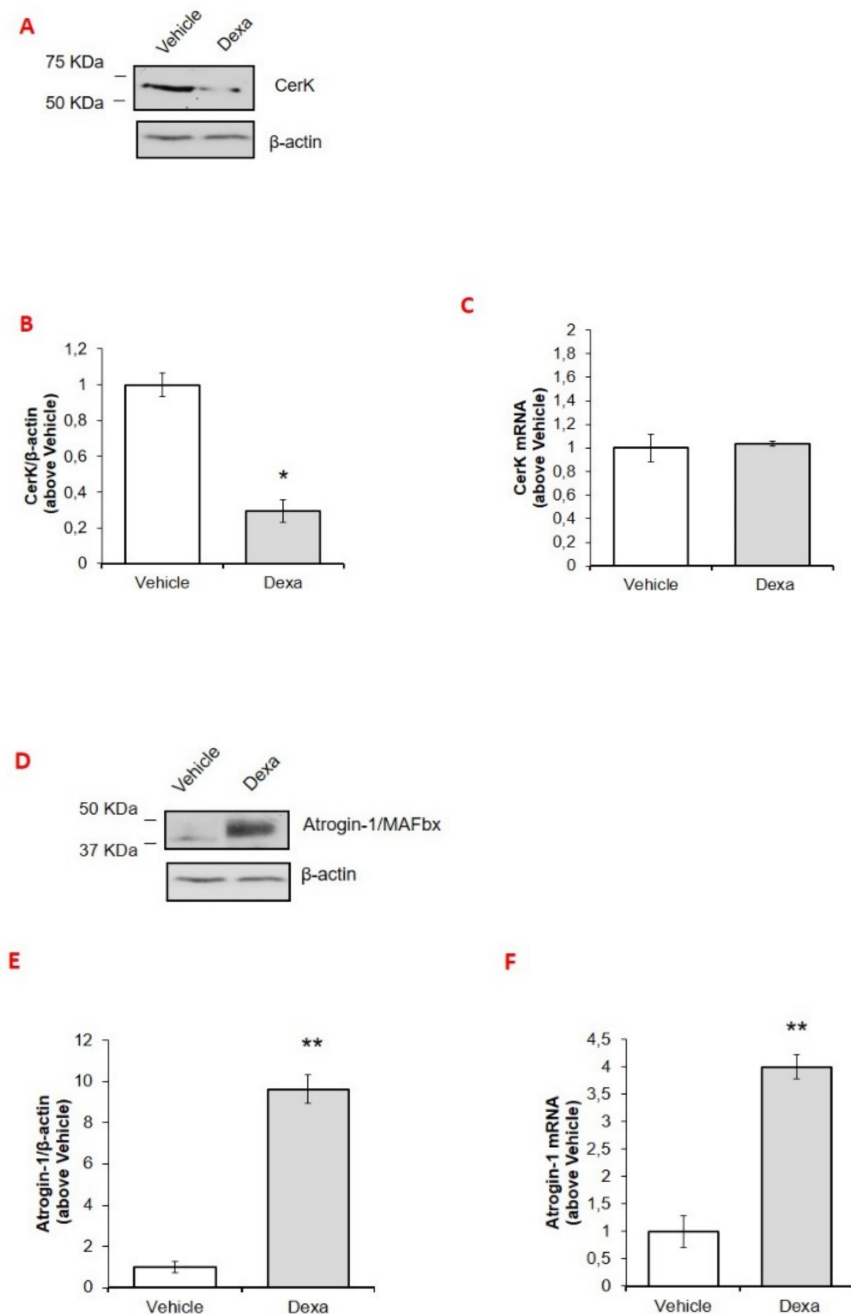 A
Vehicle
Dexa
75 KDa
50 KDa
CerK
β-actin
B
CerK/β-actin
(above Vehicle)
1,2
1
0,8
0,6
0,4
0,2
0
*
Vehicle
Dexa
C
CerK mRNA
(above Vehicle)
2
1,8
1,6
1,4
1,2
1
0,8
0,6
0,4
0,2
0
Vehicle
Dexa
D
Vehicle
Dexa
50 KDa
37 KDa
Atrogin-1/MAFbx
β-actin
E
Atrogin-1/β-actin
(above Vehicle)
12
10
8
6
4
2
0
**
Vehicle
Dexa
F
Atrogin-1 mRNA
(above Vehicle)
4,5
4
3,5
3
2,5
2
1,5
1
0,5
0
**
Vehicle
Dexa